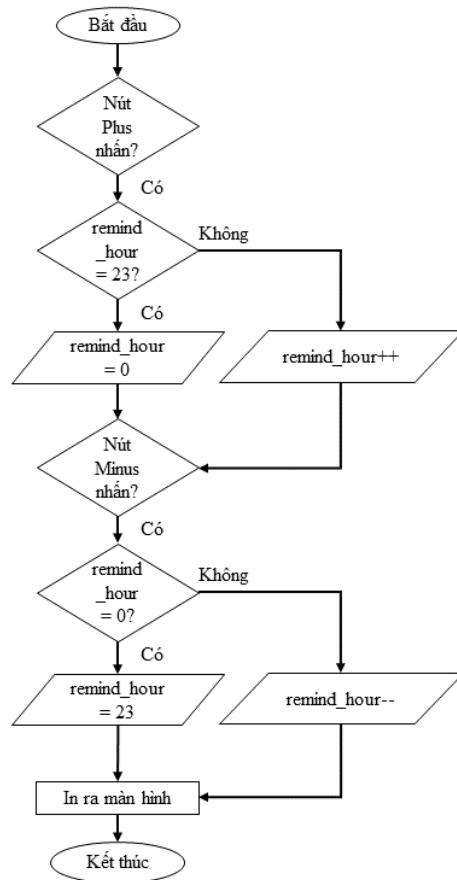 Bắt đầu
Nút
Plus
nhấn?
Có
remind
_hour
= 23?
Không
Có
remind_hour
= 0
remind_hour++
Nút
Minus
nhấn?
Có
remind
_hour
= 0?
Không
Có
remind_hour
= 23
remind_hour--
In ra màn hình
Kết thúc